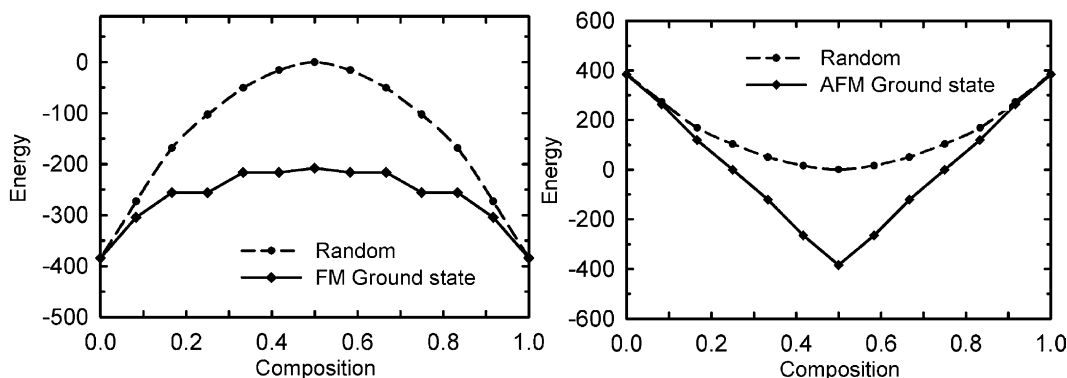 0
-100
-200
-300
-400
-500
Energy
Random
FM Ground state
0.0 0.2 0.4 0.6 0.8 1.0
Composition
600
400
200
0
-200
-400
-600
Energy
Random
AFM Ground state
0.0 0.2 0.4 0.6 0.8 1.0
Composition